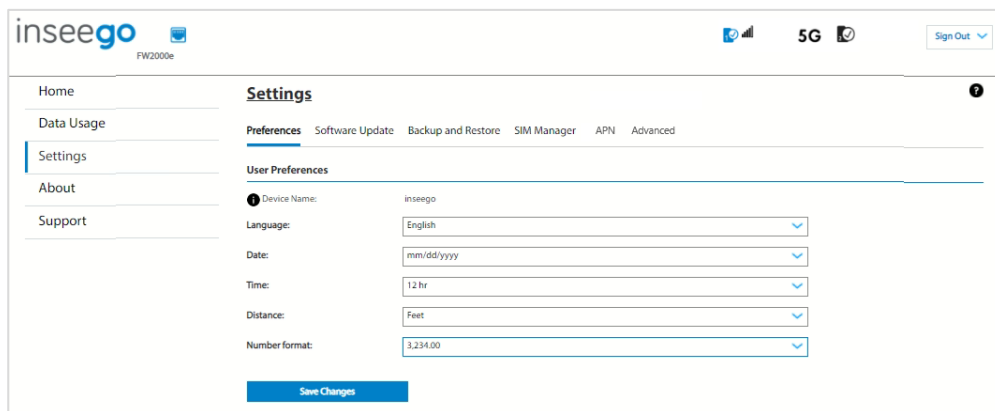 inseego
FW2000e
5G
Sign Out
Home
Data Usage
Settings
About
Support
Settings
?
Preferences Software Update Backup and Restore SIM Manager APN Advanced
User Preferences
i Device Name: inseego
Language: English
Date: mm/dd/yyyy
Time: 12 hr
Distance: Feet
Number format: 3,234.00
Save Changes